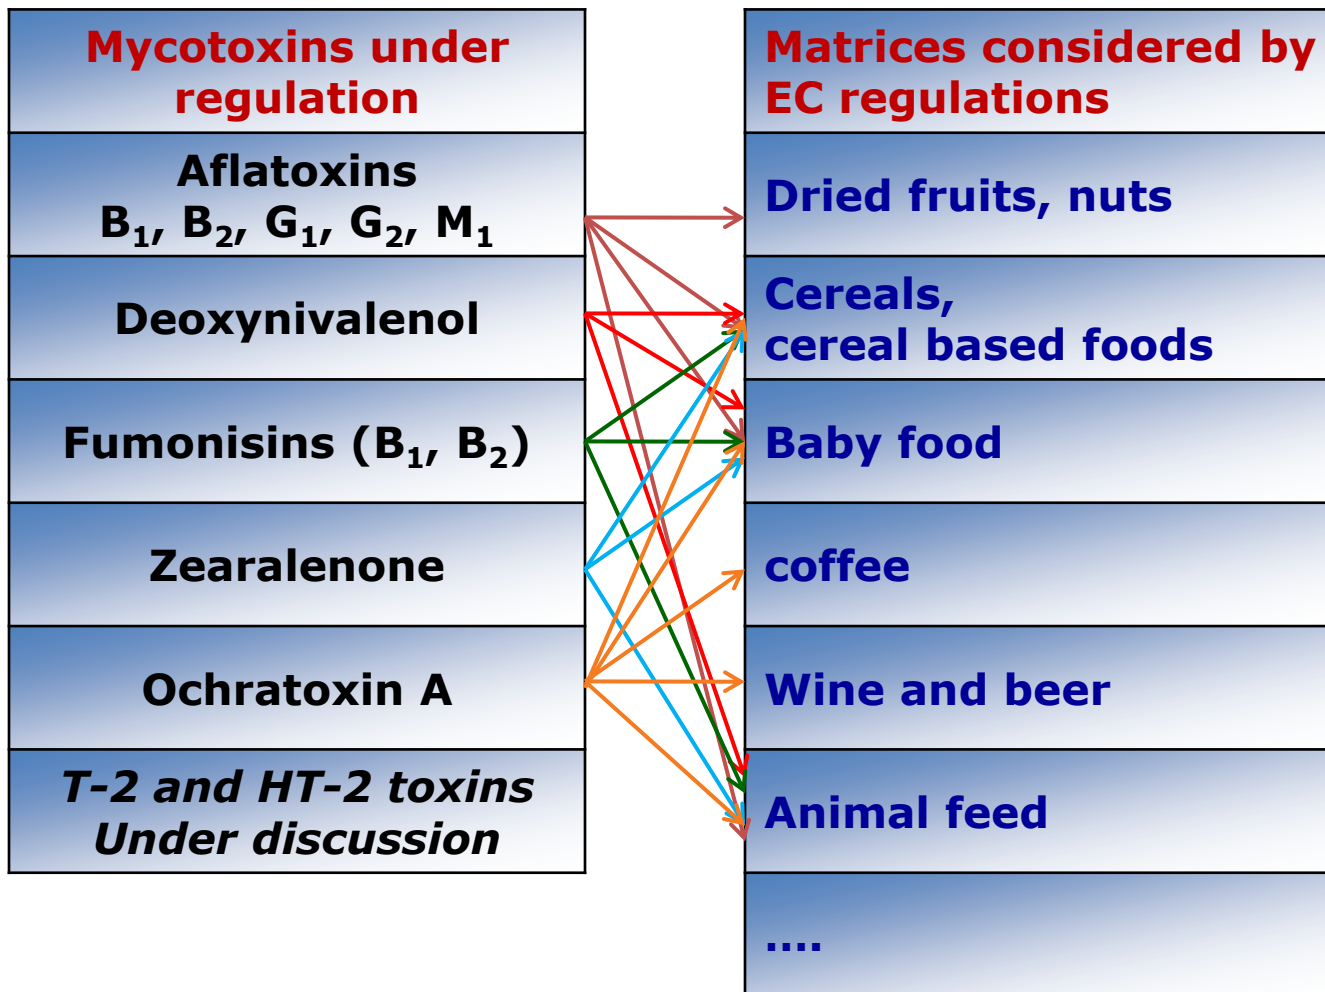 Mycotoxins under
regulation
Aflatoxins
B₁, B₂, G₁, G₂, M₁
Deoxynivalenol
Fumonisins (B₁, B₂)
Zearalenone
Ochratoxin A
T-2 and HT-2 toxins
Under discussion
Matrices considered by
EC regulations
Dried fruits, nuts
Cereals,
cereal based foods
Baby food
coffee
Wine and beer
Animal feed
....